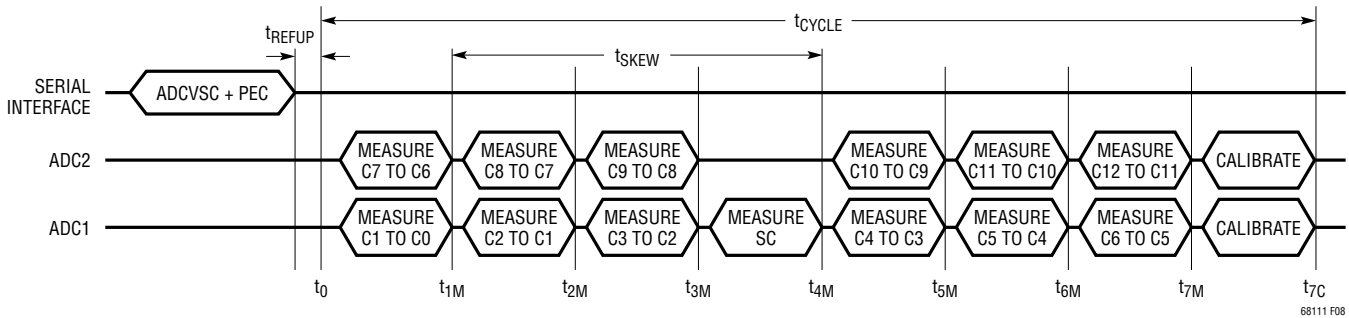 tCYCLE
tREFUP
tSKEW
SERIAL
INTERFACE
ADCVSC + PEC
ADC2
MEASURE
C7 TO C6
MEASURE
C8 TO C7
MEASURE
C9 TO C8
MEASURE
C10 TO C9
MEASURE
C11 TO C10
MEASURE
C12 TO C11
CALIBRATE
ADC1
MEASURE
C1 TO C0
MEASURE
C2 TO C1
MEASURE
C3 TO C2
MEASURE
SC
MEASURE
C4 TO C3
MEASURE
C5 TO C4
MEASURE
C6 TO C5
CALIBRATE
t0 t1M t2M t3M t4M t5M t6M t7M t7C
68111 F08